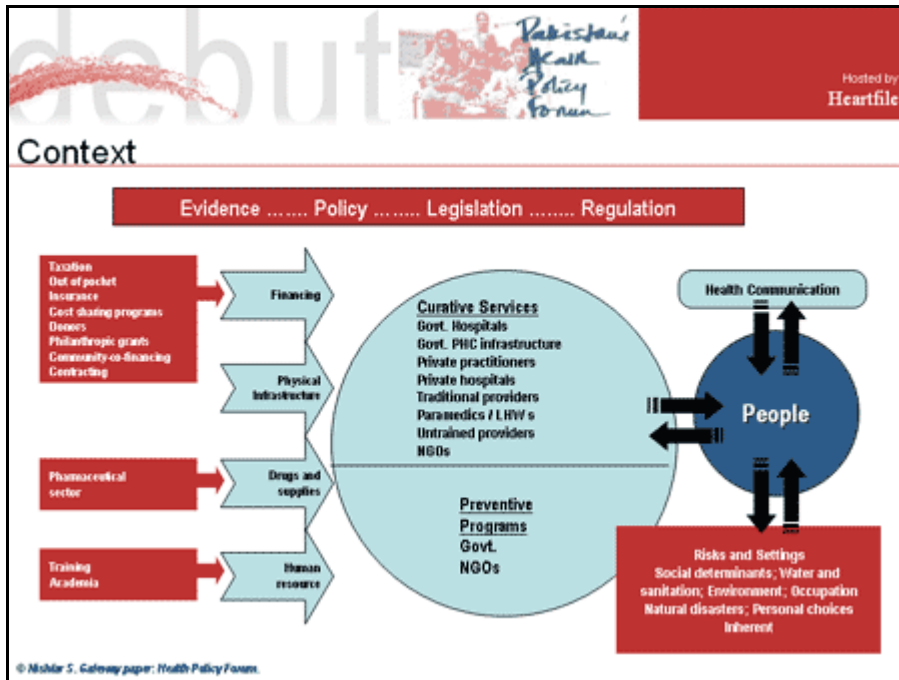 debut
Pakistan's
Health
Policy
Forum
Hosted by
Heartfile
Context
Evidence ....... Policy ........ Legislation ........ Regulation
Taxation
Out of pocket
Insurance
Cost sharing programs
Donors
Philanthropic grants
Community-co-financing
Contracting
Financing
Physical
Infrastructure
Pharmaceutical
sector
Drugs and
supplies
Training
Academia
Human
resource
Curative Services
Govt. Hospitals
Govt. PHC infrastructure
Private practitioners
Private hospitals
Traditional providers
Paramedics / LHW s
Untrained providers
NGOs
Preventive
Programs
Govt.
NGOs
Health Communication
People
Risks and Settings
Social determinants; Water and
sanitation; Environment; Occupation
Natural disasters; Personal choices
Inherent
© Nishtar S. Gateway paper: Health Policy Forum.